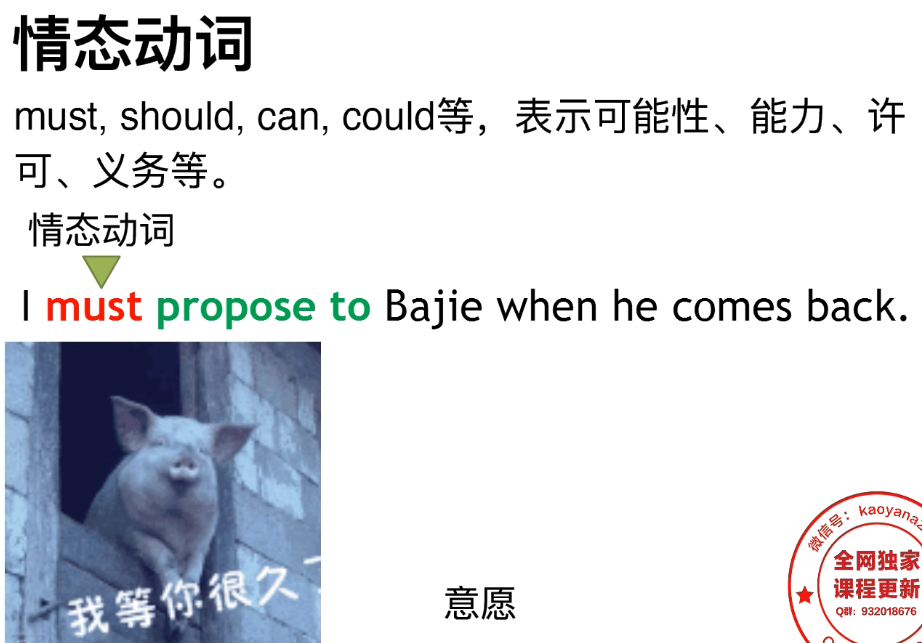 情态动词
must, should, can, could等，表示可能性、能力、许
可、义务等。
情态动词
I must propose to Bajie when he comes back.
我等你很久
意愿
微信号: kaoyana
全网独家
课程更新
Q群: 932018676